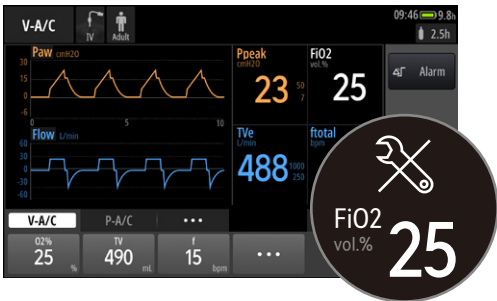 V-A/C
IV
Adult
09:46 9.8h
2.5h
Paw cmH2O
30
15
0
-6
0 5 10
Flow L/min
60
30
0
-30
-60
Ppeak
cmH2O
23
50
7
FiO2
vol.%
25
TVe
L/min
488
1000
250
ftotal
bpm
Alarm
V-A/C P-A/C •••
O2%
25
%
TV
490
mL
f
15
bpm
•••
FiO2
vol.%
25